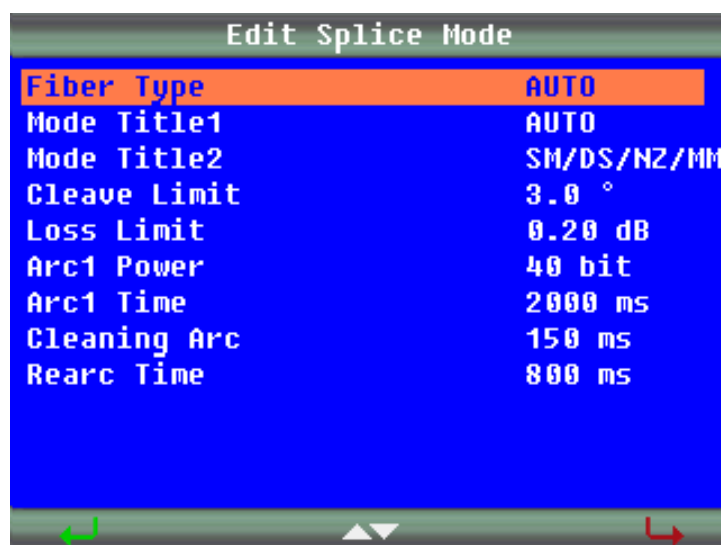 Edit Splice Mode
Fiber Type AUTO
Mode Title1 AUTO
Mode Title2 SM/DS/NZ/MM
Cleave Limit 3.0 °
Loss Limit 0.20 dB
Arc1 Power 40 bit
Arc1 Time 2000 ms
Cleaning Arc 150 ms
Rearc Time 800 ms